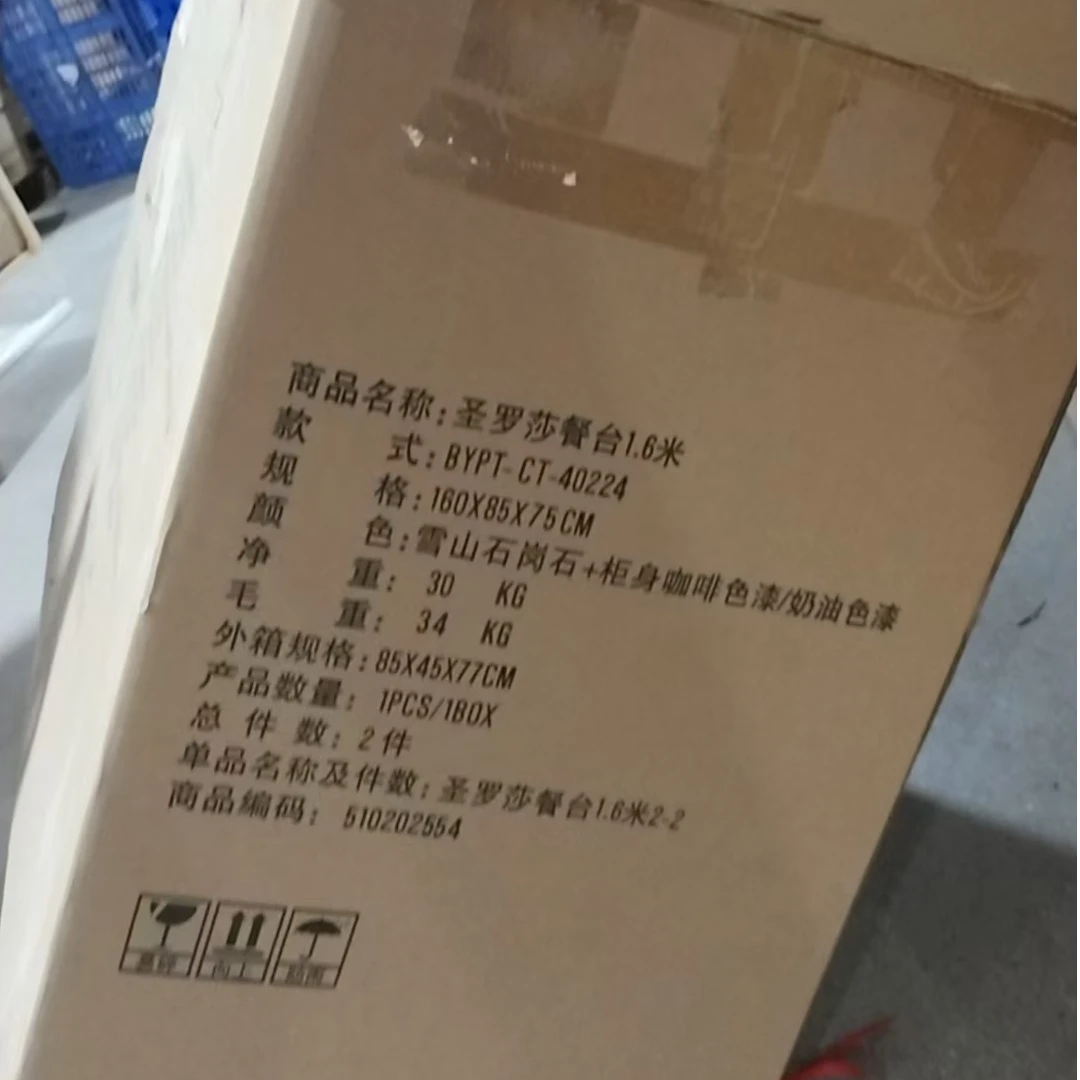 商品名称:圣罗莎餐台1.6米
款 式:BYPT-CT-40224
规 格:160X85X75CM
颜 色:雪山石岗石+柜身咖啡色漆/奶油色漆
净 重: 30 KG
毛 重: 34 KG
外箱规格:85X45X77CM
产品数量: 1PCS/1BOX
总 件 数: 2件
单品名称及件数:圣罗莎餐台1.6米2-2
商品编码: 510202554
向上